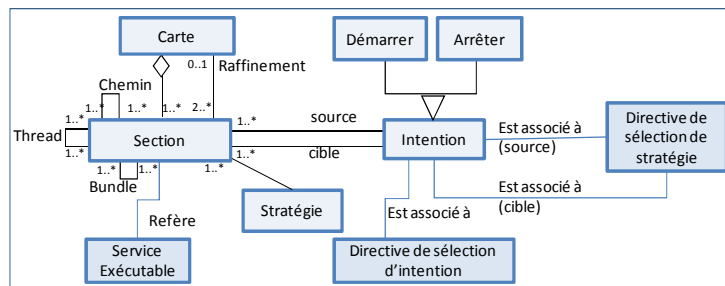 Carte
Démarrer
Arrêter
0..1
Raffinement
Chemin
1..*
1..*
1..*
2..*
1..*
1..*
source
Thread
Section
Intention
Est associé à
(source)
Directive de
sélection de
stratégie
1..*
cible
1..*
1..*
1..*
1..*
Bundle
Est associé à
(cible)
Stratégie
Est associé à
Refère
Service
Exécutable
Directive de sélection
d'intention